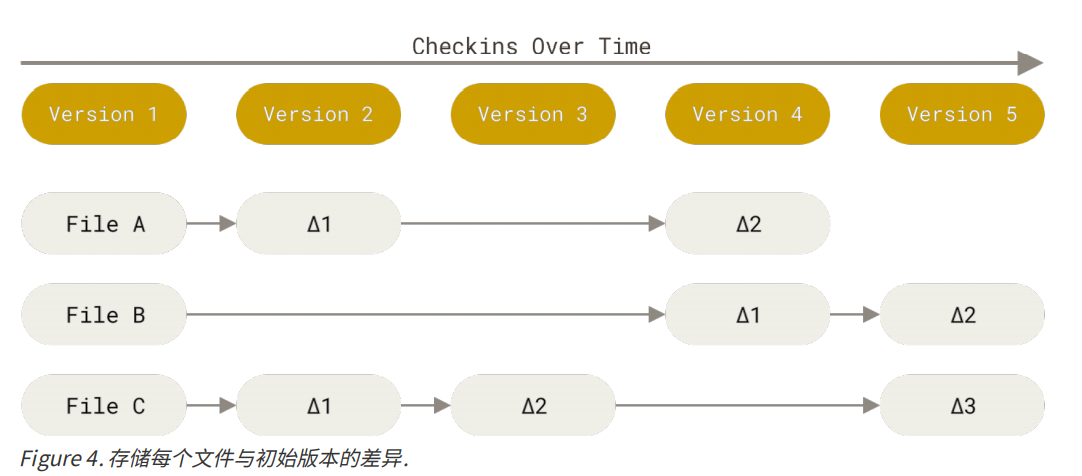 Checkins Over Time
Version 1 Version 2 Version 3 Version 4 Version 5
File A Δ1 Δ2
File B Δ1 Δ2
File C Δ1 Δ2 Δ3
Figure 4. 存储每个文件与初始版本的差异.